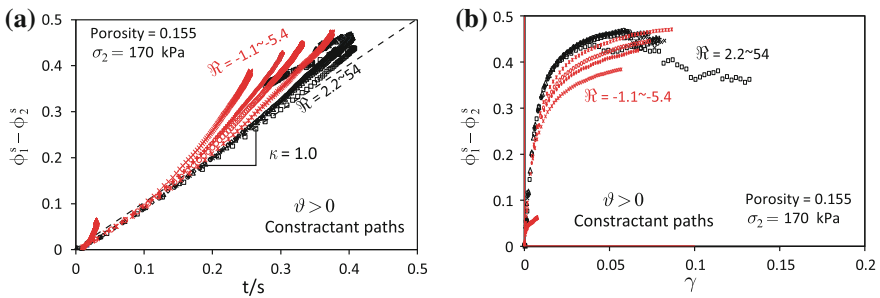 (a)
Porosity = 0.155
σ₂ = 170 kPa
ℜ = -1.1~-5.4
ℜ = 2.2~54
κ = 1.0
ϑ > 0
Constractant paths
ϕ₁ˢ − ϕ₂ˢ
0.5
0.4
0.3
0.2
0.1
0
0 0.1 0.2 0.3 0.4 0.5
t/s
(b)
ℜ = 2.2~54
ℜ = -1.1~-5.4
ϑ > 0
Constractant paths
Porosity = 0.155
σ₂ = 170 kPa
ϕ₁ˢ − ϕ₂ˢ
0.5
0.4
0.3
0.2
0.1
0
0 0.05 0.1 0.15 0.2
γ